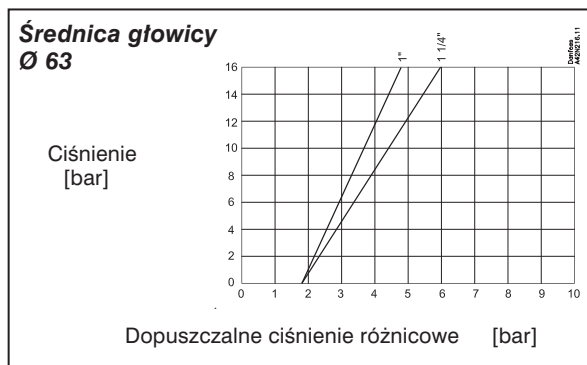 Średnica głowicy
Ø 63
1"
1 1/4"
Danfoss
A42N216.11
Ciśnienie
[bar]
16
14
12
10
8
6
4
2
0
0 1 2 3 4 5 6 7 8 9 10
Dopuszczalne ciśnienie różnicowe [bar]